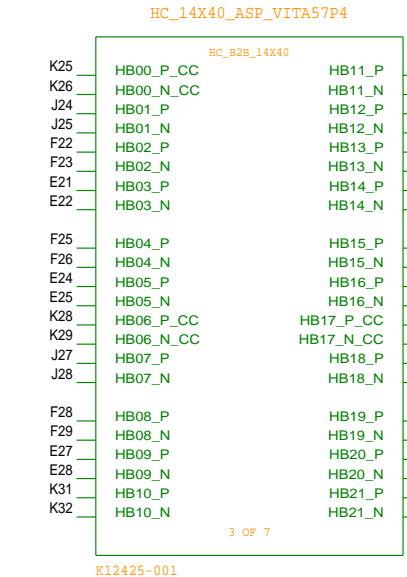 HC_14X40_ASP_VITA57P4
HC_B2B_14X40
K25 HB00_P_CC HB11_P
K26 HB00_N_CC HB11_N
J24 HB01_P HB12_P
J25 HB01_N HB12_N
F22 HB02_P HB13_P
F23 HB02_N HB13_N
E21 HB03_P HB14_P
E22 HB03_N HB14_N
F25 HB04_P HB15_P
F26 HB04_N HB15_N
E24 HB05_P HB16_P
E25 HB05_N HB16_N
K28 HB06_P_CC HB17_P_CC
K29 HB06_N_CC HB17_N_CC
J27 HB07_P HB18_P
J28 HB07_N HB18_N
F28 HB08_P HB19_P
F29 HB08_N HB19_N
E27 HB09_P HB20_P
E28 HB09_N HB20_N
K31 HB10_P HB21_P
K32 HB10_N HB21_N
3 OF 7
K12425-001